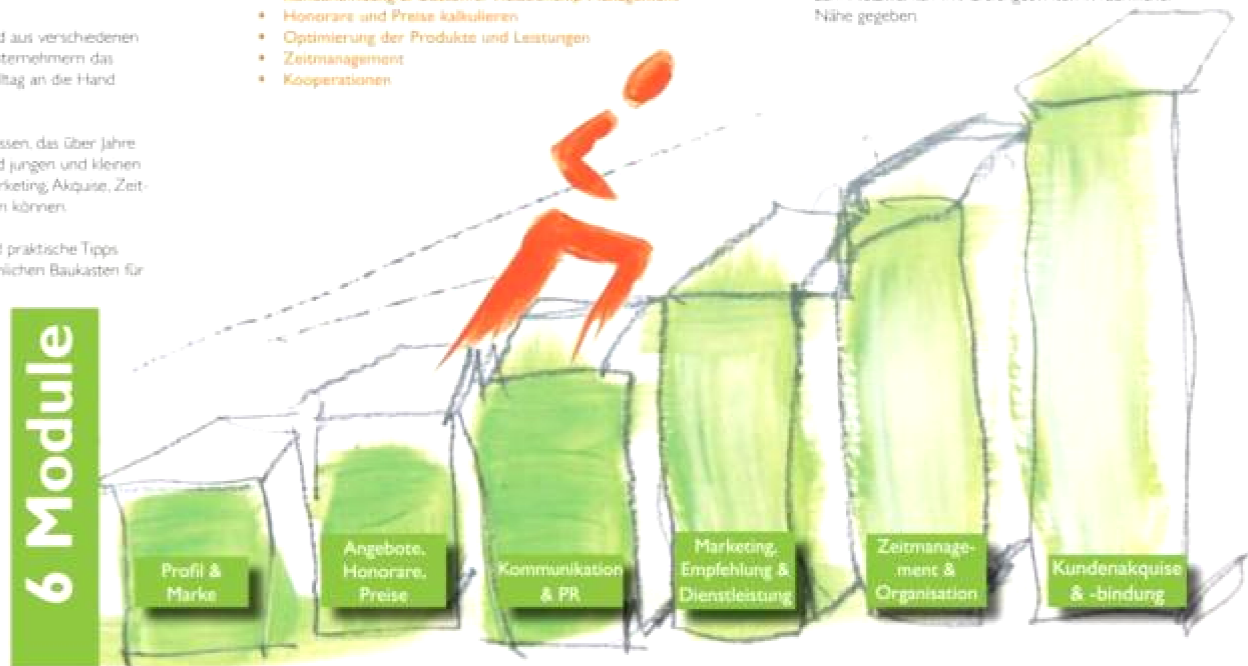 d aus verschiedenen
nternehmern das
ltag an die Hand
ssen, das über Jahre
d jungen und kleinen
rketing, Akquise, Zeit-
n können.
d praktische Tipps
nlichen Baukasten für
• Honorare und Preise kalkulieren
• Optimierung der Produkte und Leistungen
• Zeitmanagement
• Kooperationen
Nähe gegeben.
6 Module
Profil &
Marke
Angebote,
Honorare,
Preise
Kommunikation
& PR
Marketing,
Empfehlung &
Dienstleistung
Zeitmanage-
ment &
Organisation
Kundenakquise
& -bindung